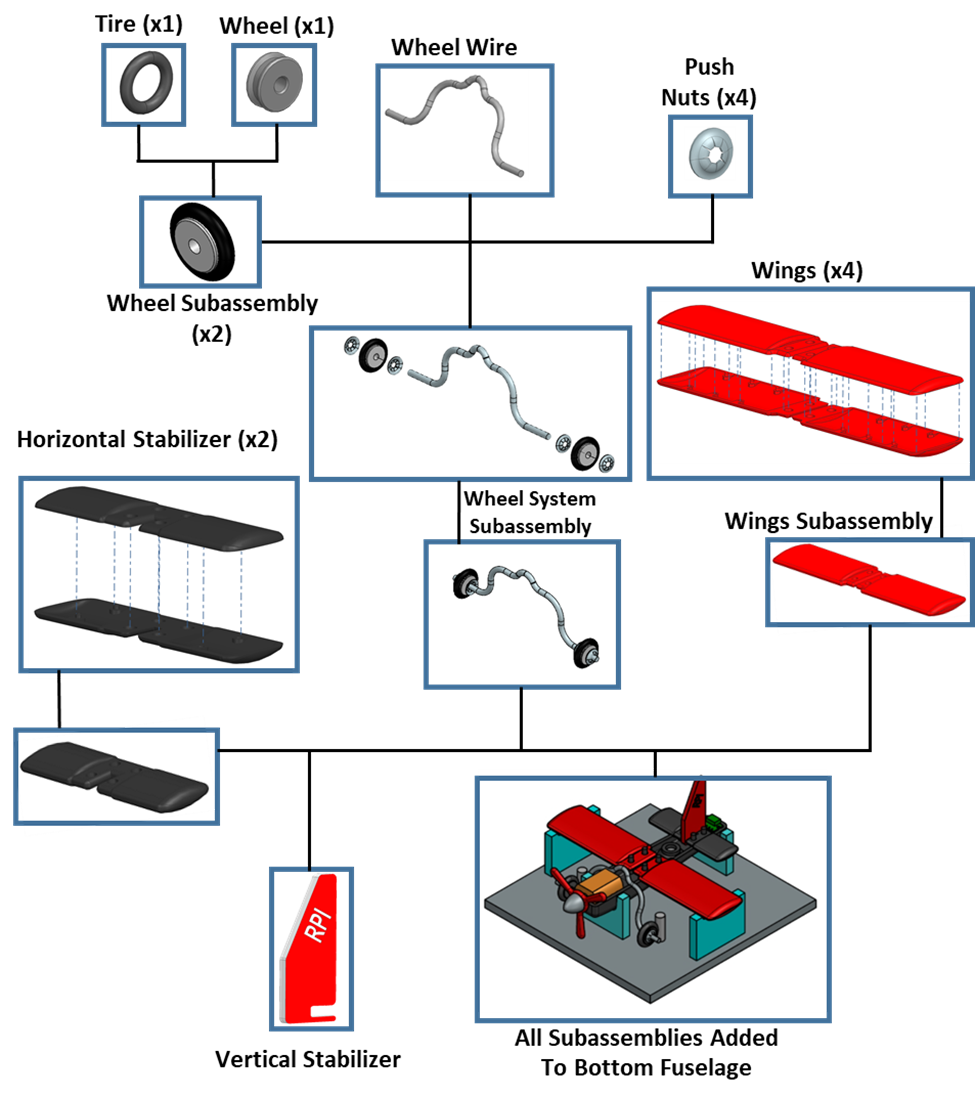 Tire (x1)
Wheel (x1)
Wheel Wire
Push
Nuts (x4)
Wheel Subassembly
(x2)
Wings (x4)
Horizontal Stabilizer (x2)
Wheel System
Subassembly
Wings Subassembly
RPI
Vertical Stabilizer
All Subassemblies Added
To Bottom Fuselage